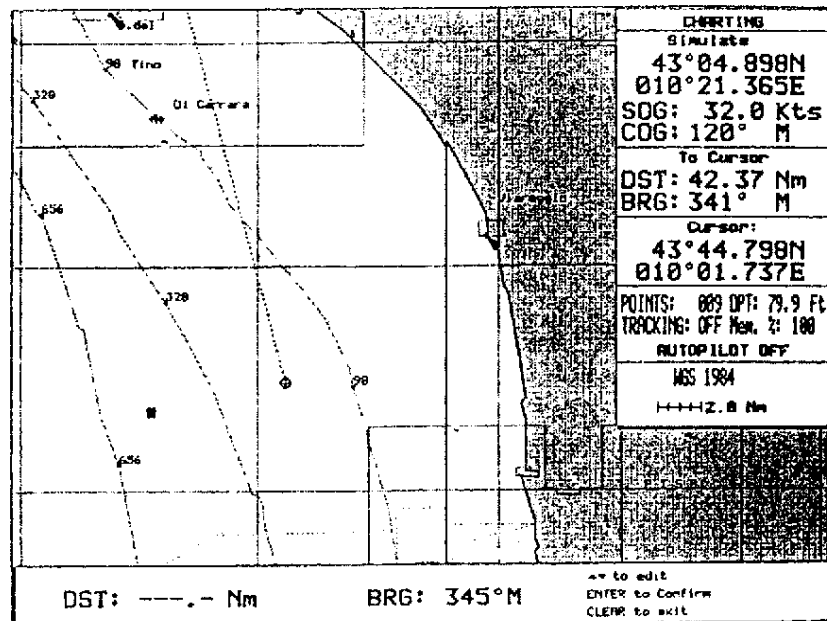 CHARTING
Simulate
43°04.898N
010°21.365E
SOG: 32.0 Kts
COG: 120° M
To Cursor
DST: 42.37 Nm
BRG: 341° M
Cursor:
43°44.798N
010°01.737E
POINTS: 009 DPT: 79.9 Ft
TRACKING: OFF Mem. %: 100
AUTOPILOT OFF
WGS 1984
2.0 Nm
98 Tino
328
Di Carrara
656
328
98
656
DST: ---.- Nm
BRG: 345°M
to edit
ENTER to Confirm
CLEAR to exit